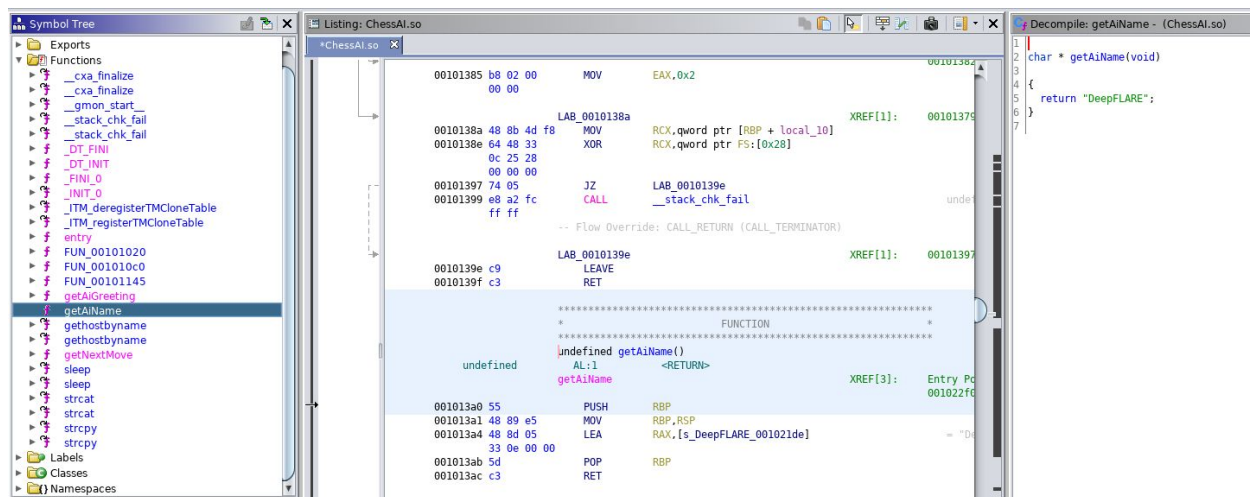 Symbol Tree
Exports
Functions
__cxa_finalize
__cxa_finalize
__gmon_start__
__stack_chk_fail
__stack_chk_fail
_DT_FINI
_DT_INIT
_FINI_0
_INIT_0
_ITM_deregisterTMCloneTable
_ITM_registerTMCloneTable
entry
FUN_00101020
FUN_001010c0
FUN_00101145
getAiGreeting
getAiName
gethostbyname
gethostbyname
getNextMove
sleep
sleep
strcat
strcat
strcpy
strcpy
Labels
Classes
Namespaces
Listing: ChessAI.so
*ChessAI.so
00101382
00101385 b8 02 00 MOV EAX,0x2
00 00
LAB_0010138a XREF[1]: 00101379
0010138a 48 8b 4d f8 MOV RCX,qword ptr [RBP + local_10]
0010138e 64 48 33 XOR RCX,qword ptr FS:[0x28]
0c 25 28
00 00 00
00101397 74 05 JZ LAB_0010139e
00101399 e8 a2 fc CALL __stack_chk_fail undef
ff ff
-- Flow Override: CALL_RETURN (CALL_TERMINATOR)
LAB_0010139e XREF[1]: 00101397
0010139e c9 LEAVE
0010139f c3 RET
**************************************************************
* FUNCTION *
**************************************************************
undefined getAiName()
undefined AL:1 <RETURN>
getAiName XREF[3]: Entry Po
001022f0
001013a0 55 PUSH RBP
001013a1 48 89 e5 MOV RBP,RSP
001013a4 48 8d 05 LEA RAX,[s_DeepFLARE_001021de] = "De
33 0e 00 00
001013ab 5d POP RBP
001013ac c3 RET
Decompile: getAiName - (ChessAI.so)
1
2 char * getAiName(void)
3
4 {
5 return "DeepFLARE";
6 }
7